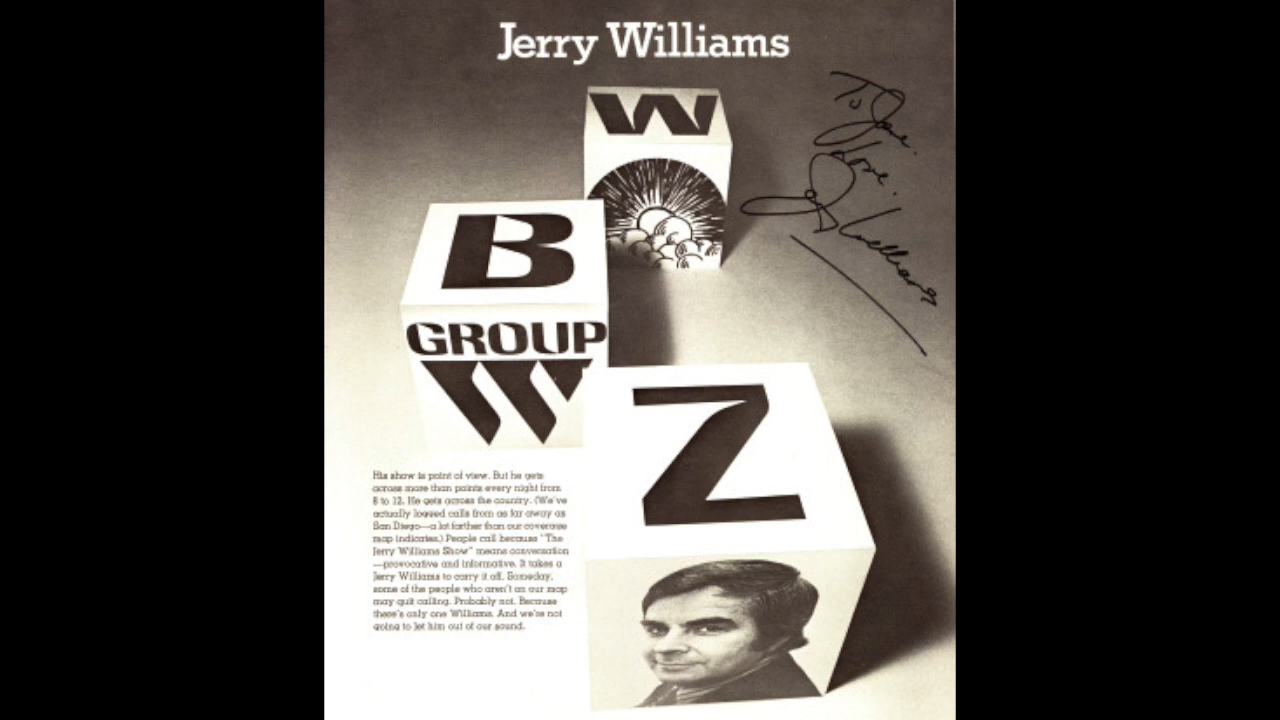 Jerry Williams
To Joe.
Love.
Jerry Williams
W
B
GROUP
W
Z
His show is point of view. But he gets
across more than points every night from
8 to 12. He gets across the country. (We've
actually logged calls from as far away as
San Diego—a lot farther than our coverage
map indicates.) People call because "The
Jerry Williams Show" means conversation
—provocative and informative. It takes a
Jerry Williams to carry it off. Someday,
some of the people who aren't on our map
may quit calling. Probably not. Because
there's only one Williams. And we're not
going to let him out of our sound.